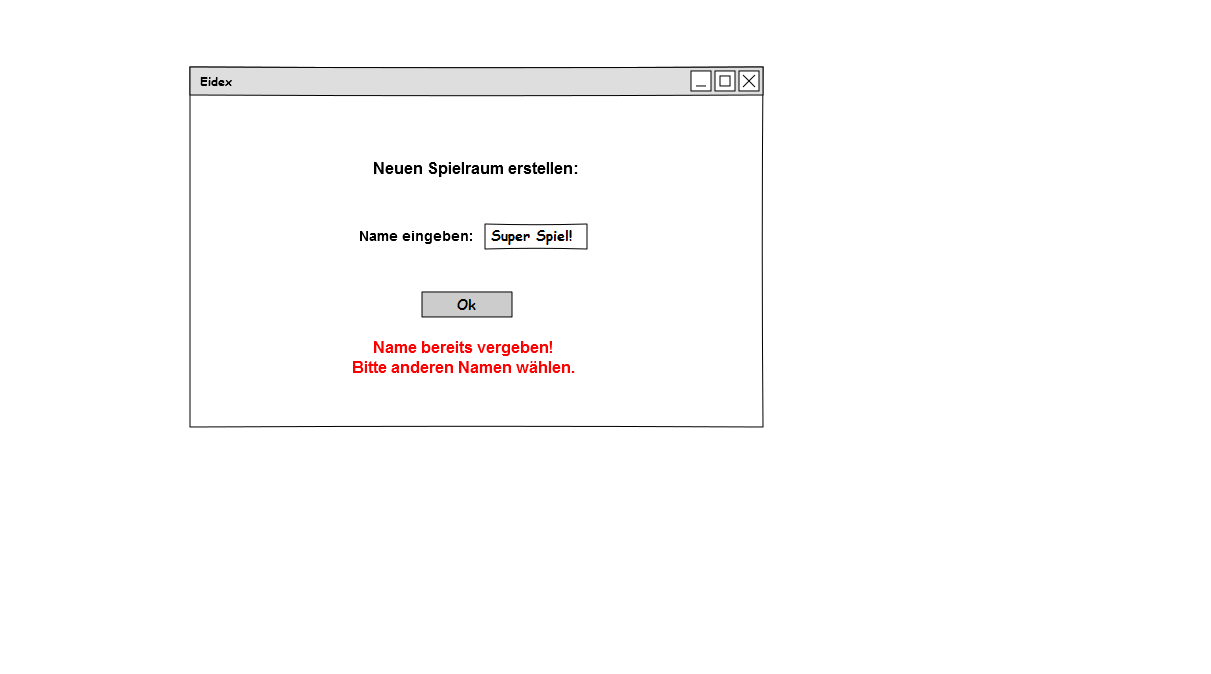 Eidex
Neuen Spielraum erstellen:
Name eingeben: Super Spiel!
Ok
Name bereits vergeben!
Bitte anderen Namen wählen.